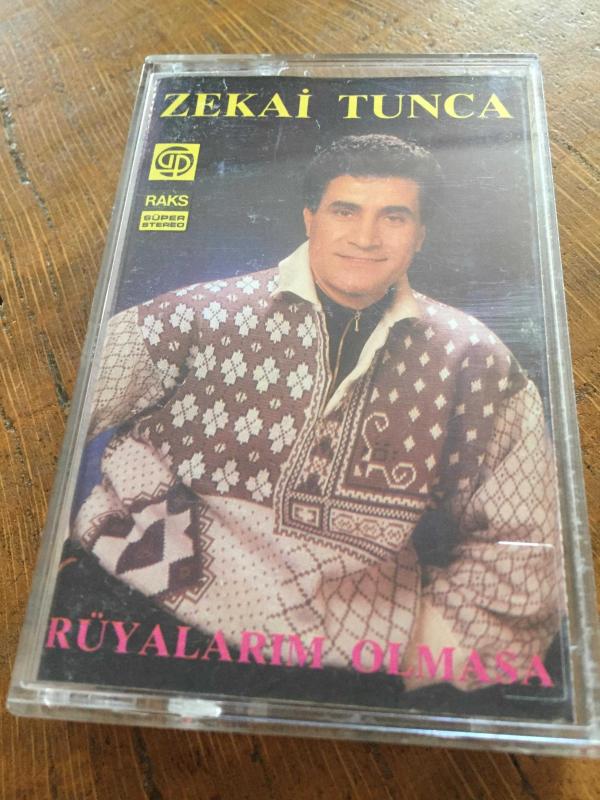 ZEKAİ TUNCA
RAKS
SÜPER
STEREO
RÜYALARIM OLMASA